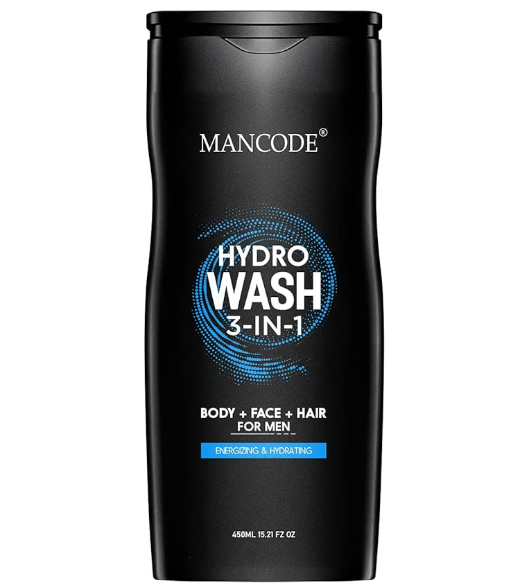 MANCODE®
HYDRO
WASH
3-IN-1
BODY + FACE + HAIR
FOR MEN
ENERGIZING & HYDRATING
450ML 15.21 FZ OZ